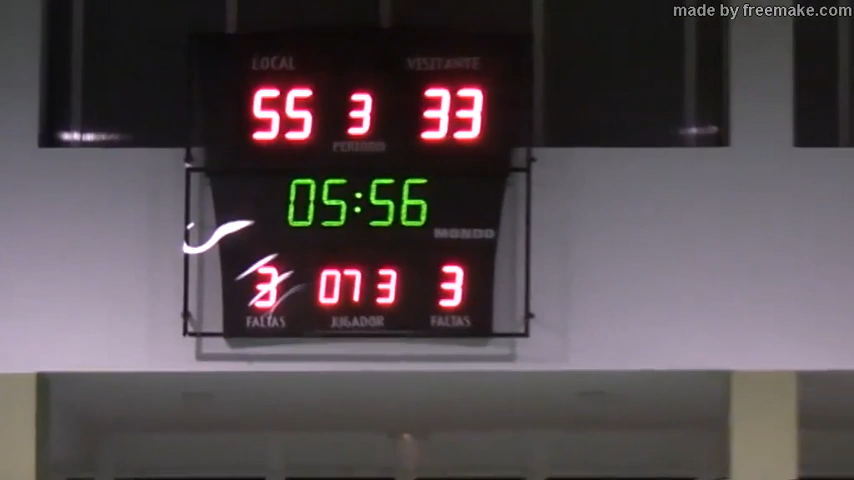 made by freemake.com
LOCAL VISITANTE
55 3 33
PERIODO
05:56
MONDO
3 07 3 3
FALTAS JUGADOR FALTAS